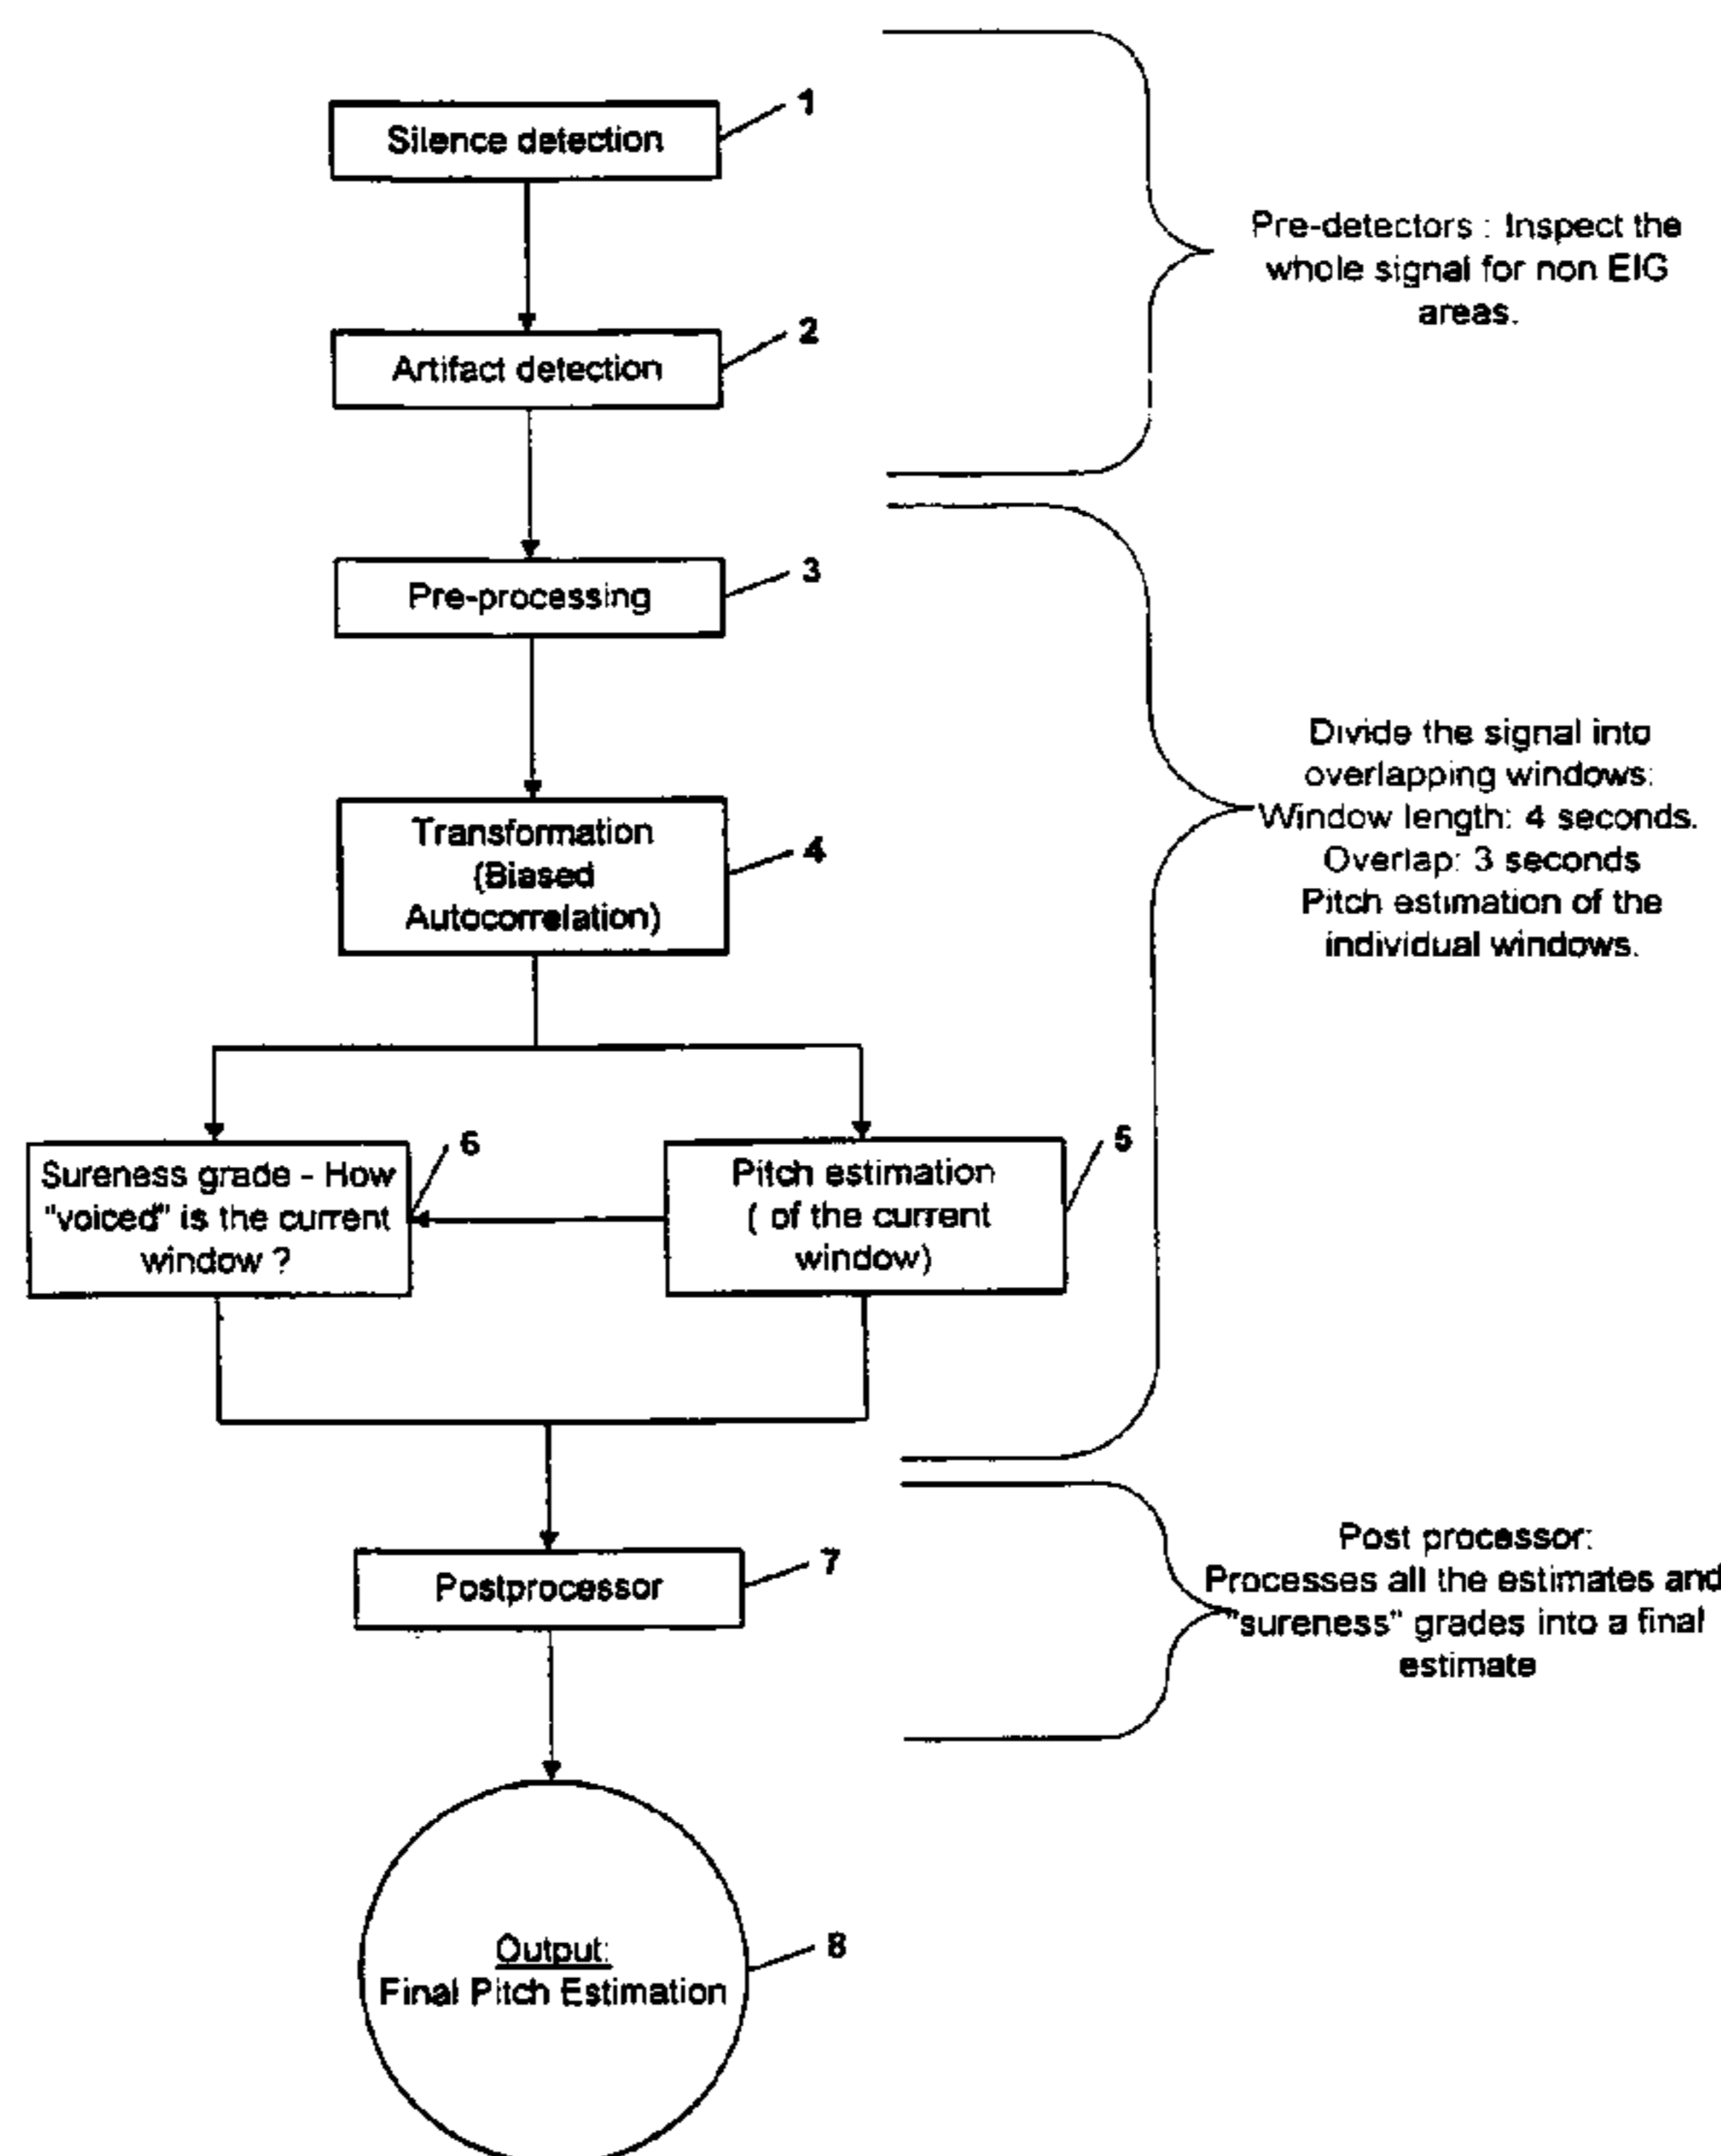 Silence detection
1
Pre-detectors : Inspect the
whole signal for non EIG
areas.
Artifact detection
2
Pre-processing
3
Divide the signal into
overlapping windows:
Window length: 4 seconds.
Overlap: 3 seconds
Pitch estimation of the
individual windows.
Transformation
(Biased
Autocorrelation)
4
Sureness grade - How
"voiced" is the current
window ?
6
Pitch estimation
( of the current
window)
5
Postprocessor
7
Post processor:
Processes all the estimates and
"sureness" grades into a final
estimate
Output:
Final Pitch Estimation
8